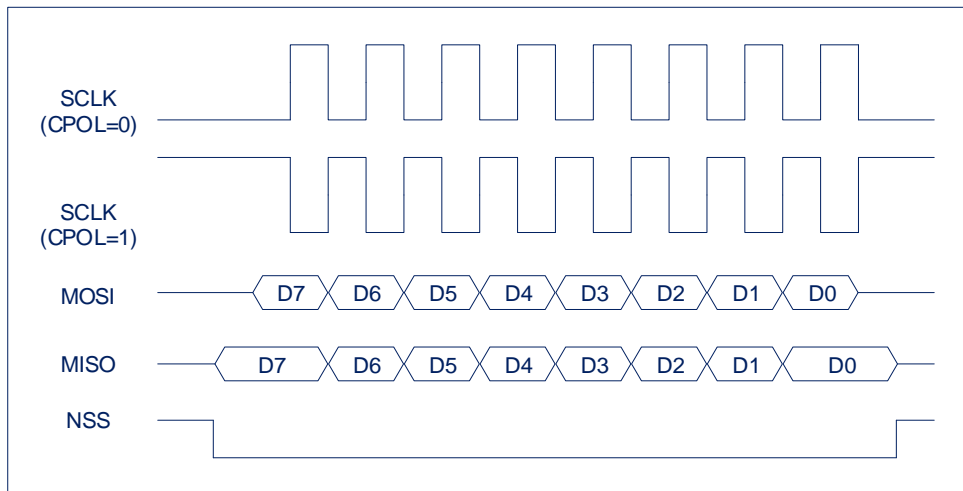 SCLK
(CPOL=0)
SCLK
(CPOL=1)
MOSI
D7 D6 D5 D4 D3 D2 D1 D0
MISO
D7 D6 D5 D4 D3 D2 D1 D0
NSS